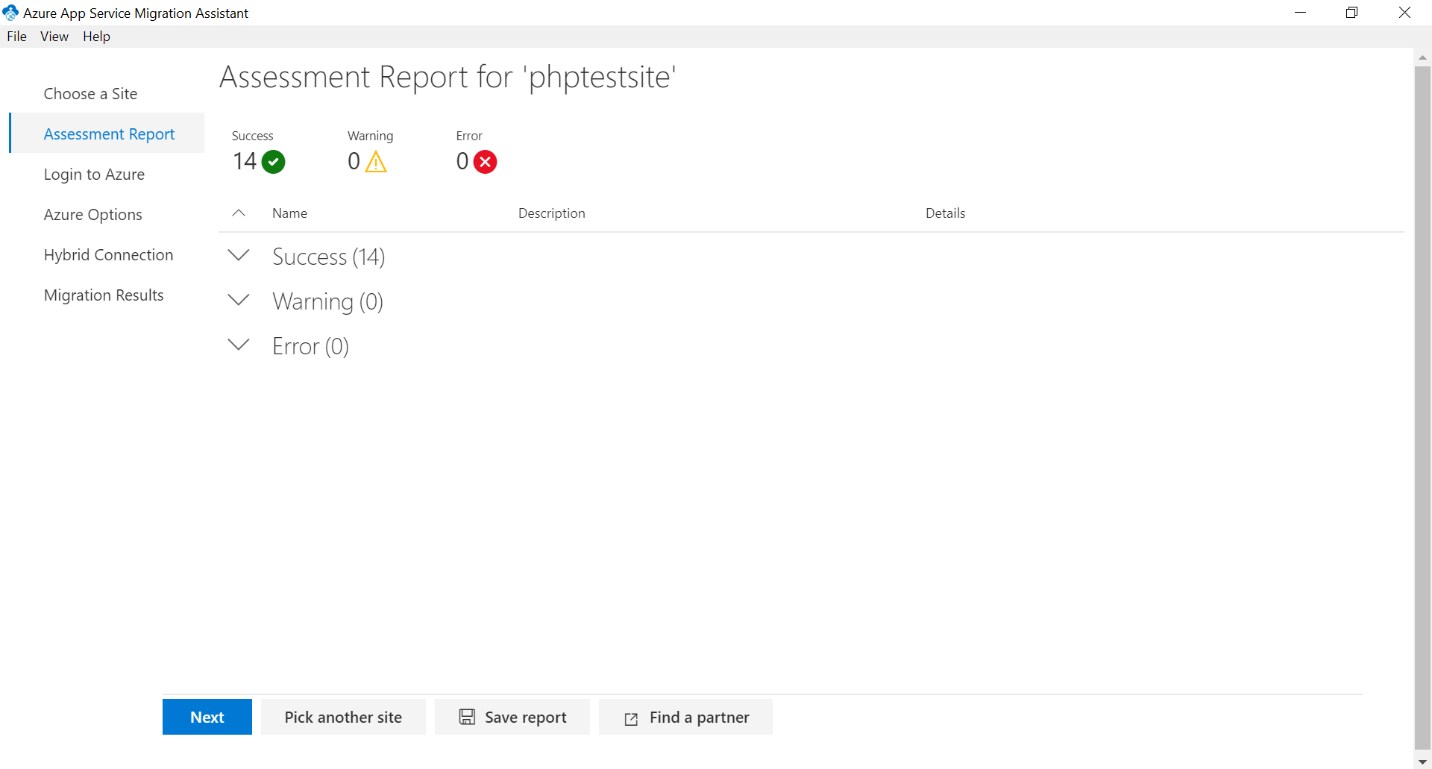 Azure App Service Migration Assistant
File View Help
Choose a Site
Assessment Report
Login to Azure
Azure Options
Hybrid Connection
Migration Results
Assessment Report for 'phptestsite'
Success Warning Error
14 0 0
Name Description Details
Success (14)
Warning (0)
Error (0)
Next Pick another site Save report Find a partner